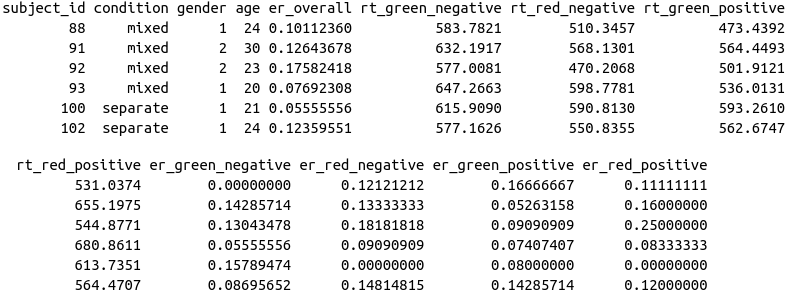 subject_id condition gender age er_overall rt_green_negative rt_red_negative rt_green_positive
88 mixed 1 24 0.10112360 583.7821 510.3457 473.4392
91 mixed 2 30 0.12643678 632.1917 568.1301 564.4493
92 mixed 2 23 0.17582418 577.0081 470.2068 501.9121
93 mixed 1 20 0.07692308 647.2663 598.7781 536.0131
100 separate 1 21 0.05555556 615.9090 590.8130 593.2610
102 separate 1 24 0.12359551 577.1626 550.8355 562.6747
rt_red_positive er_green_negative er_red_negative er_green_positive er_red_positive
531.0374 0.00000000 0.12121212 0.16666667 0.11111111
655.1975 0.14285714 0.13333333 0.05263158 0.16000000
544.8771 0.13043478 0.18181818 0.09090909 0.25000000
680.8611 0.05555556 0.09090909 0.07407407 0.08333333
613.7351 0.15789474 0.00000000 0.08000000 0.00000000
564.4707 0.08695652 0.14814815 0.14285714 0.12000000